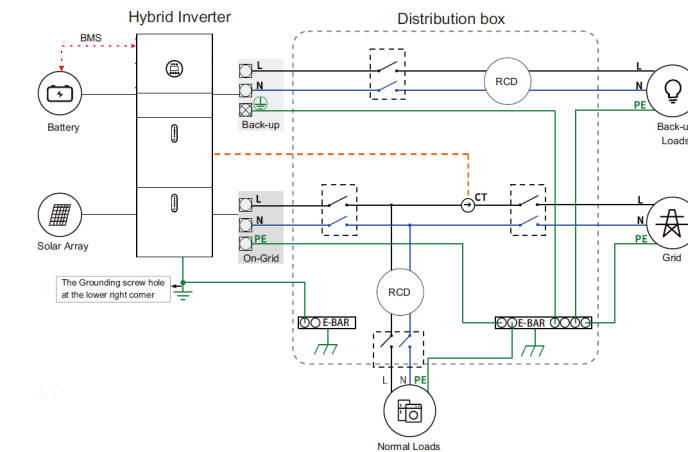 Hybrid Inverter
Distribution box
BMS
L
N
Back-up
RCD
L
N
PE
Battery
Back-u
Loads
CT
L
N
PE
On-Grid
L
N
PE
Solar Array
Grid
The Grounding screw hole
at the lower right corner
RCD
E-BAR
E-BAR
L N PE
Normal Loads
17